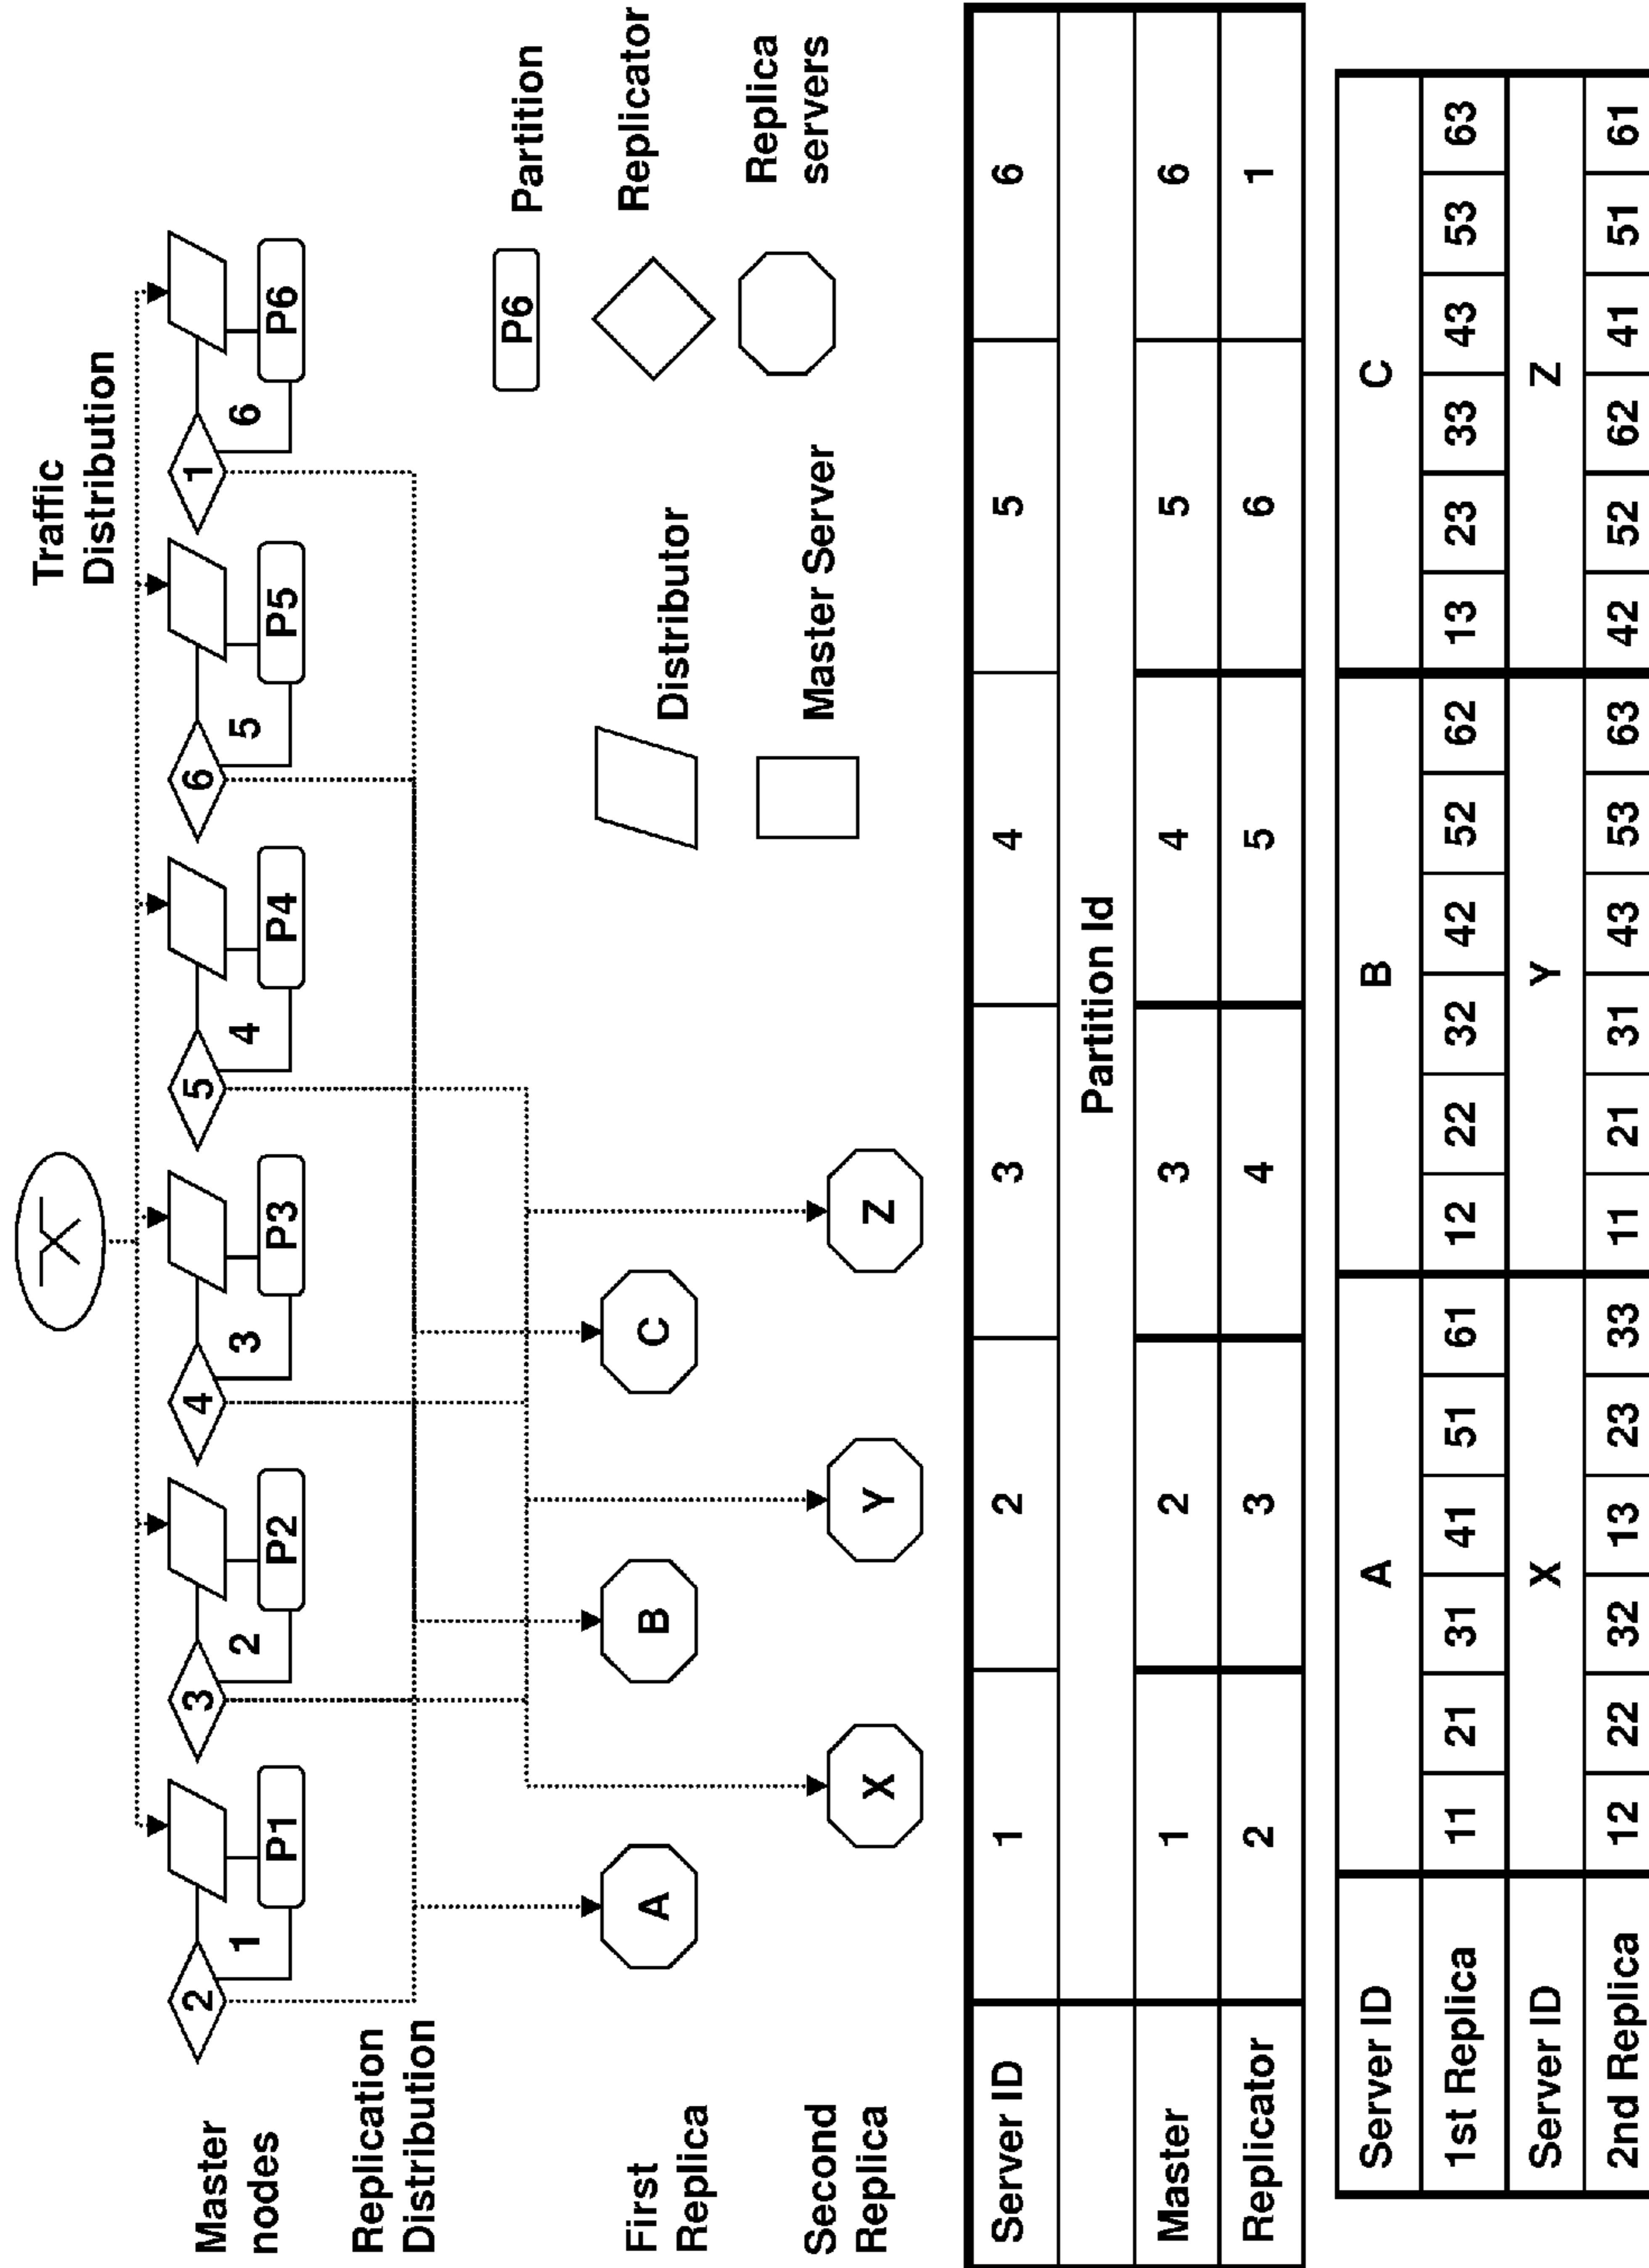 Traffic
Distribution
Master
nodes
2 3 4 5 6 1
1 2 3 4 5 6
P1 P2 P3 P4 P5 P6
Replication
Distribution
First
Replica
A B C
Second
Replica
X Y Z
P6 Partition
Replicator
Replica
servers
Distributor
Master Server
Server ID 1 2 3 4 5 6
Partition Id
Master 1 2 3 4 5 6
Replicator 2 3 4 5 6 1
Server ID A B C
1st Replica 11 21 31 41 51 61 12 22 32 42 52 62 13 23 33 43 53 63
Server ID X Y Z
2nd Replica 12 22 32 13 23 33 11 21 31 43 53 63 42 52 62 41 51 61